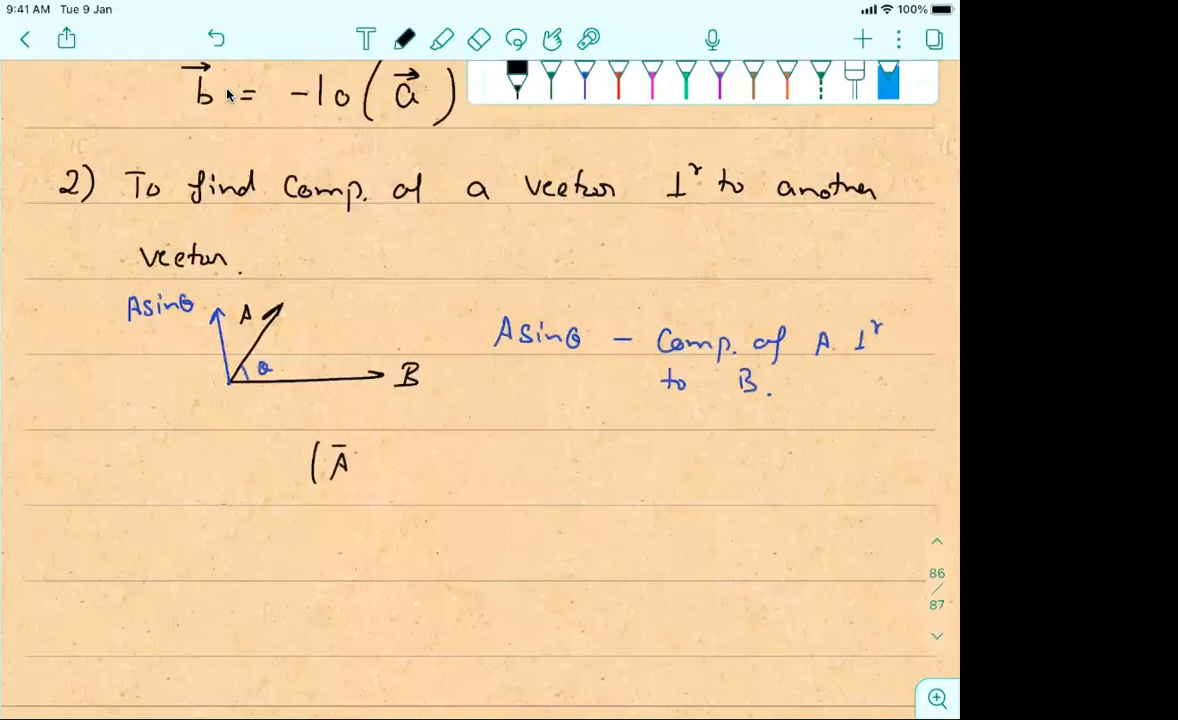 9:41 AM Tue 9 Jan
100%
b⃗ = -10(a⃗)
2) To find Comp. of a vector ⊥ʳ to another
vector.
Asinθ A θ B
Asinθ - Comp. of A ⊥ʳ
to B.
(A̅
86
/
87